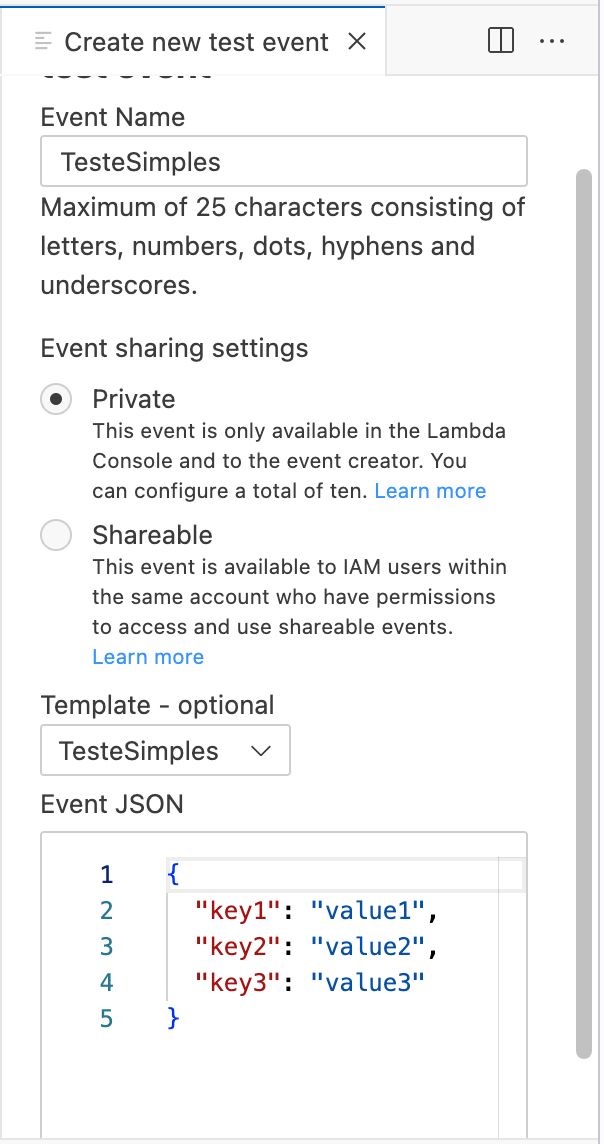 Create new test event
test event
Event Name
TesteSimples
Maximum of 25 characters consisting of
letters, numbers, dots, hyphens and
underscores.
Event sharing settings
Private
This event is only available in the Lambda
Console and to the event creator. You
can configure a total of ten. Learn more
Shareable
This event is available to IAM users within
the same account who have permissions
to access and use shareable events.
Learn more
Template - optional
TesteSimples
Event JSON
1 {
2 "key1": "value1",
3 "key2": "value2",
4 "key3": "value3"
5 }